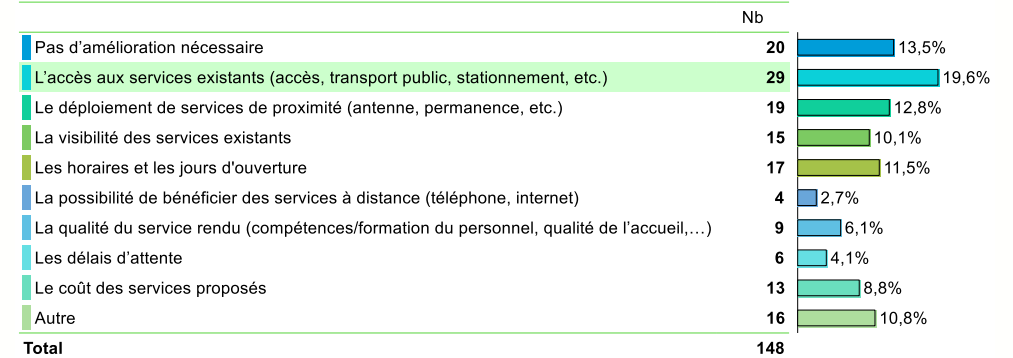 Nb
Pas d’amélioration nécessaire 20 13,5%
L’accès aux services existants (accès, transport public, stationnement, etc.) 29 19,6%
Le déploiement de services de proximité (antenne, permanence, etc.) 19 12,8%
La visibilité des services existants 15 10,1%
Les horaires et les jours d'ouverture 17 11,5%
La possibilité de bénéficier des services à distance (téléphone, internet) 4 2,7%
La qualité du service rendu (compétences/formation du personnel, qualité de l’accueil,…) 9 6,1%
Les délais d’attente 6 4,1%
Le coût des services proposés 13 8,8%
Autre 16 10,8%
Total 148